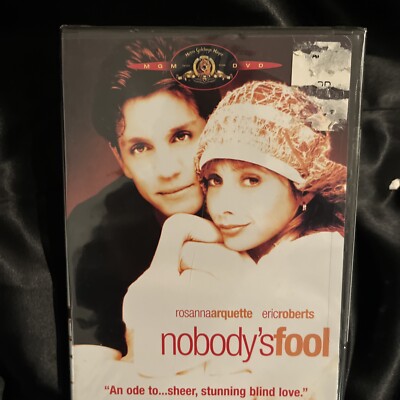 MGM DVD
rosannaarquette ericroberts
nobody'sfool
"An ode to...sheer, stunning blind love."